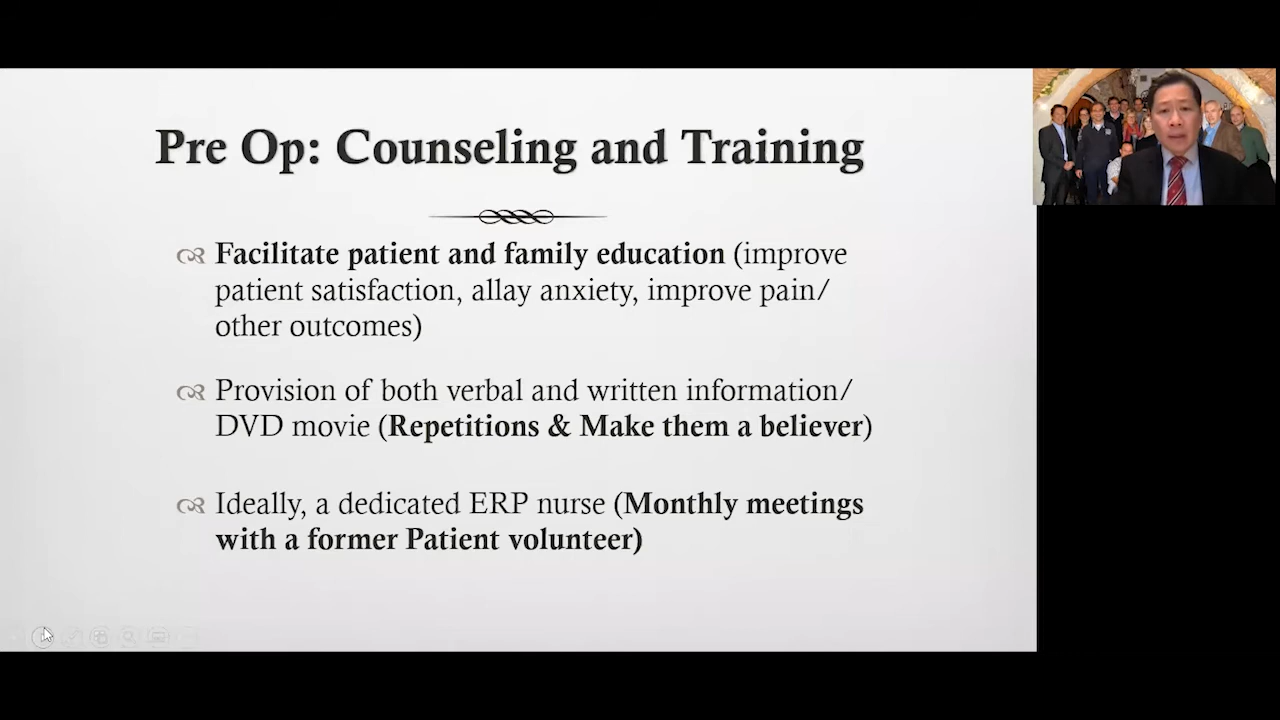 Pre Op: Counseling and Training
Facilitate patient and family education (improve
patient satisfaction, allay anxiety, improve pain/
other outcomes)
Provision of both verbal and written information/
DVD movie (Repetitions & Make them a believer)
Ideally, a dedicated ERP nurse (Monthly meetings
with a former Patient volunteer)